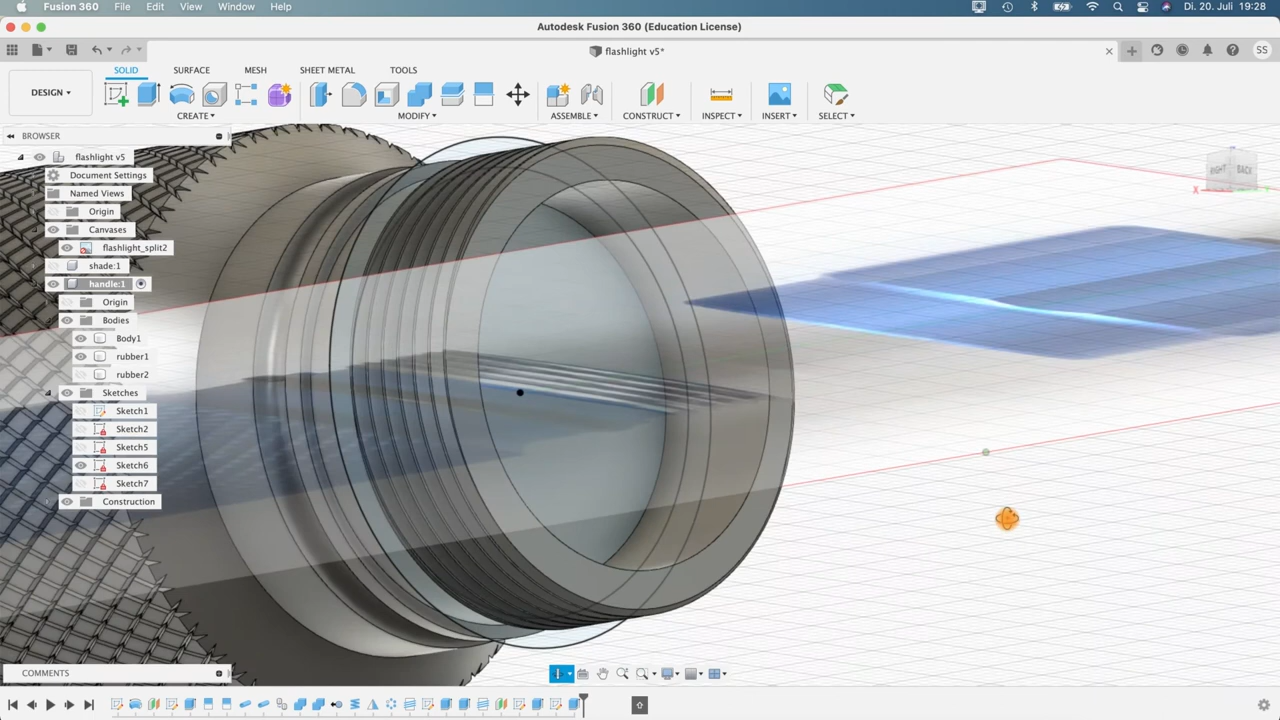 Fusion 360 File Edit View Window Help Di. 20. Juli 19:28
Autodesk Fusion 360 (Education License)
flashlight v5* SS
SOLID SURFACE MESH SHEET METAL TOOLS
DESIGN
CREATE MODIFY ASSEMBLE CONSTRUCT INSPECT INSERT SELECT
BROWSER
flashlight v5
Document Settings
Named Views
Origin
Canvases
flashlight_split2
shade:1
handle:1
Origin
Bodies
Body1
rubber1
rubber2
Sketches
Sketch1
Sketch2
Sketch5
Sketch6
Sketch7
Construction
RIGHT BACK
X
COMMENTS